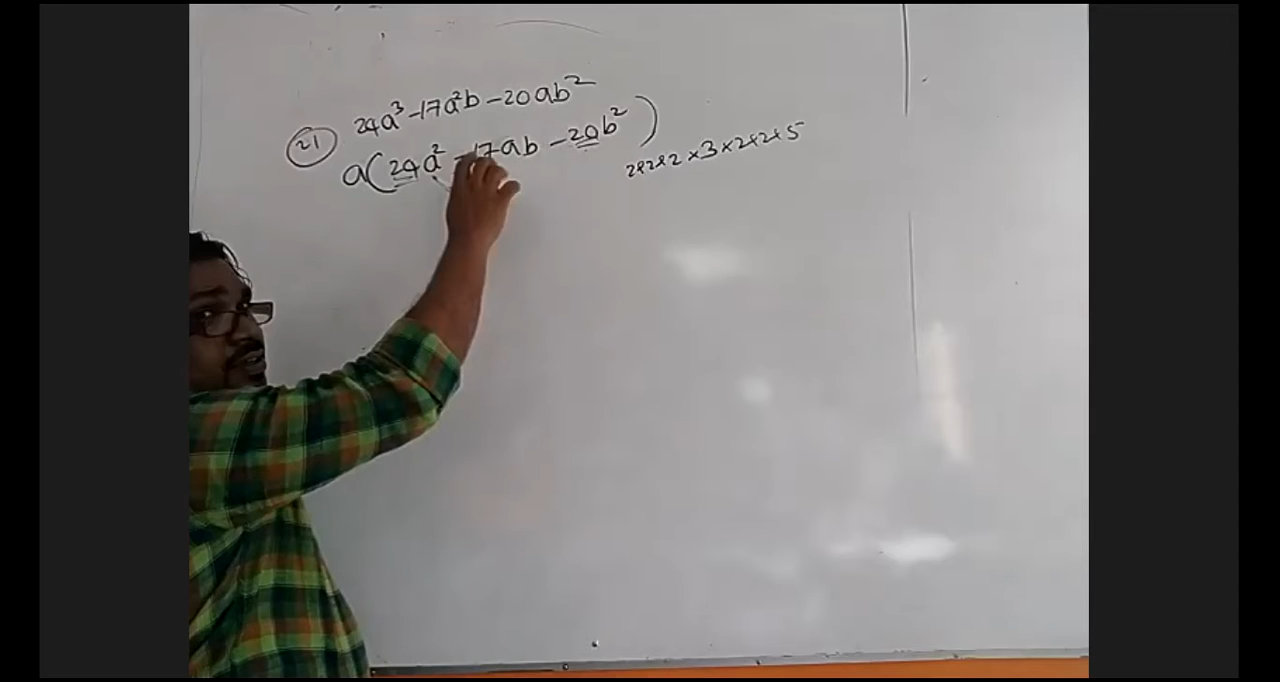 (21) 24a³ - 17a²b - 20ab²
a(24a² - 17ab - 20b²)
2×2×2×3×2×2×5